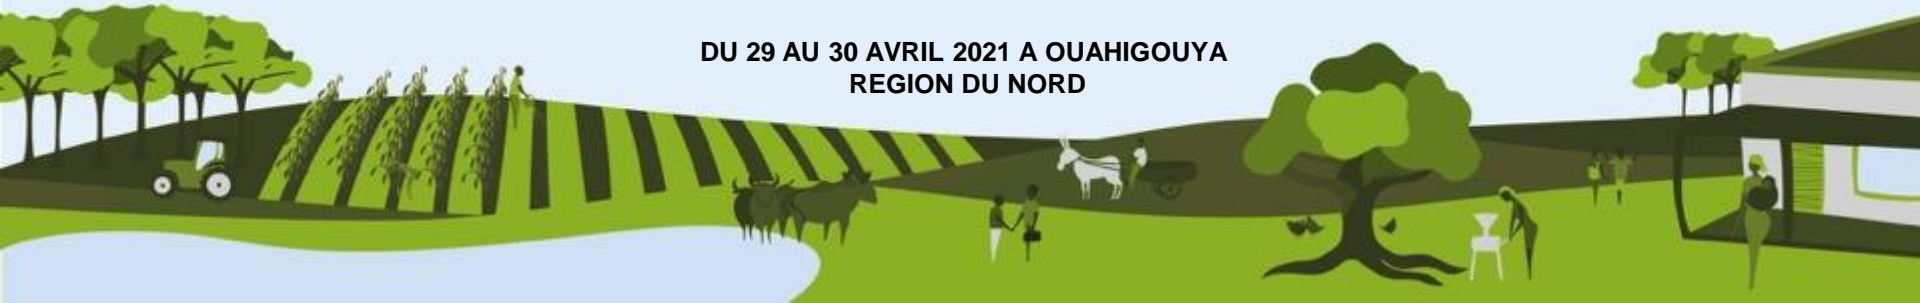 DU 29 AU 30 AVRIL 2021 A OUAHIGOUYA
REGION DU NORD